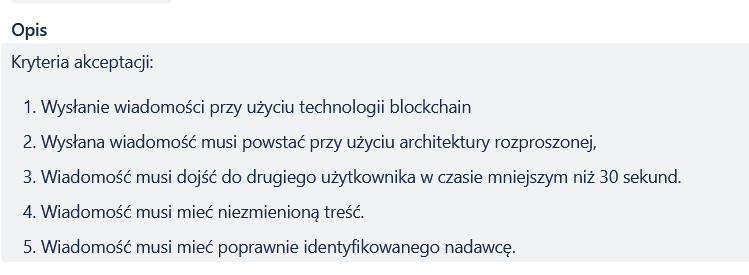 Opis
Kryteria akceptacji:
1. Wysłanie wiadomości przy użyciu technologii blockchain
2. Wysłana wiadomość musi powstać przy użyciu architektury rozproszonej,
3. Wiadomość musi dojść do drugiego użytkownika w czasie mniejszym niż 30 sekund.
4. Wiadomość musi mieć niezmienioną treść.
5. Wiadomość musi mieć poprawnie identyfikowanego nadawcę.